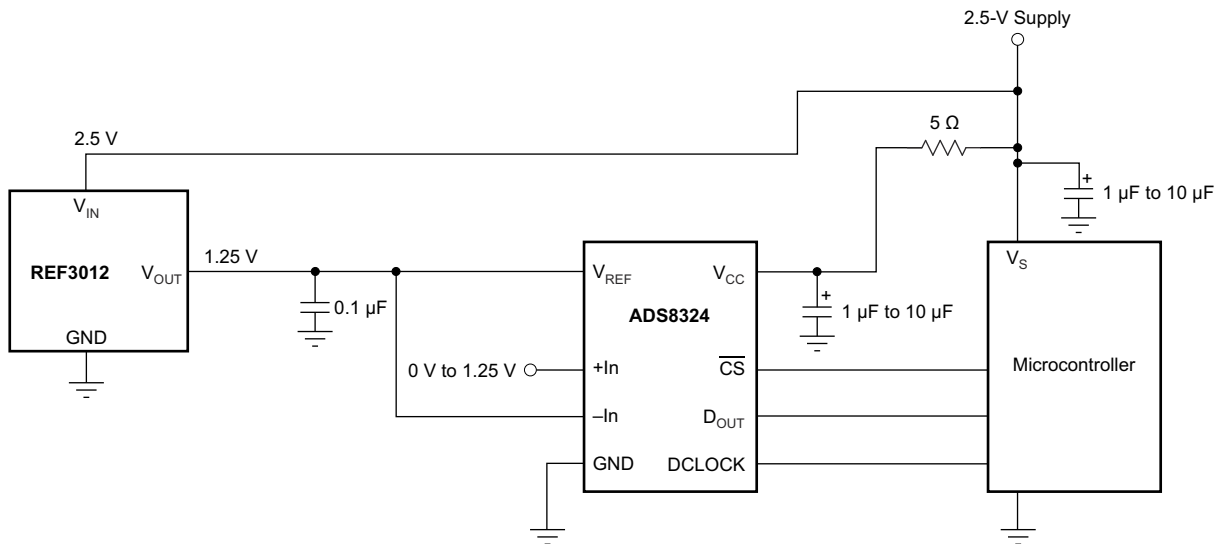 2.5-V Supply
2.5 V
5 Ω
+
1 µF to 10 µF
V_IN
REF3012
V_OUT
GND
1.25 V
0.1 µF
0 V to 1.25 V
V_REF
V_CC
ADS8324
+In
CS
–In
D_OUT
GND
DCLOCK
+
1 µF to 10 µF
V_S
Microcontroller